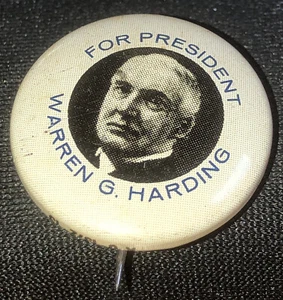 FOR PRESIDENT
WARREN G. HARDING